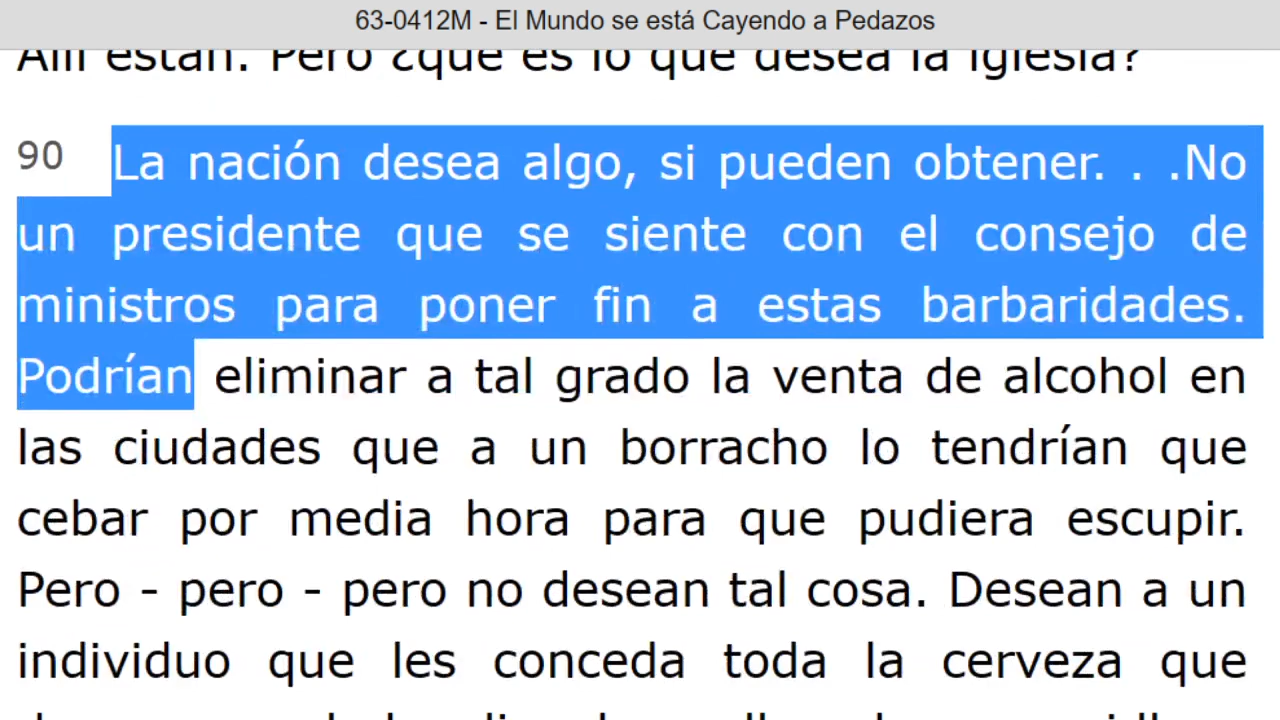 63-0412M - El Mundo se está Cayendo a Pedazos
Allí están. Pero ¿qué es lo que desea la iglesia?
90 La nación desea algo, si pueden obtener. . .No
un presidente que se siente con el consejo de
ministros para poner fin a estas barbaridades.
Podrían eliminar a tal grado la venta de alcohol en
las ciudades que a un borracho lo tendrían que
cebar por media hora para que pudiera escupir.
Pero - pero - pero no desean tal cosa. Desean a un
individuo que les conceda toda la cerveza que